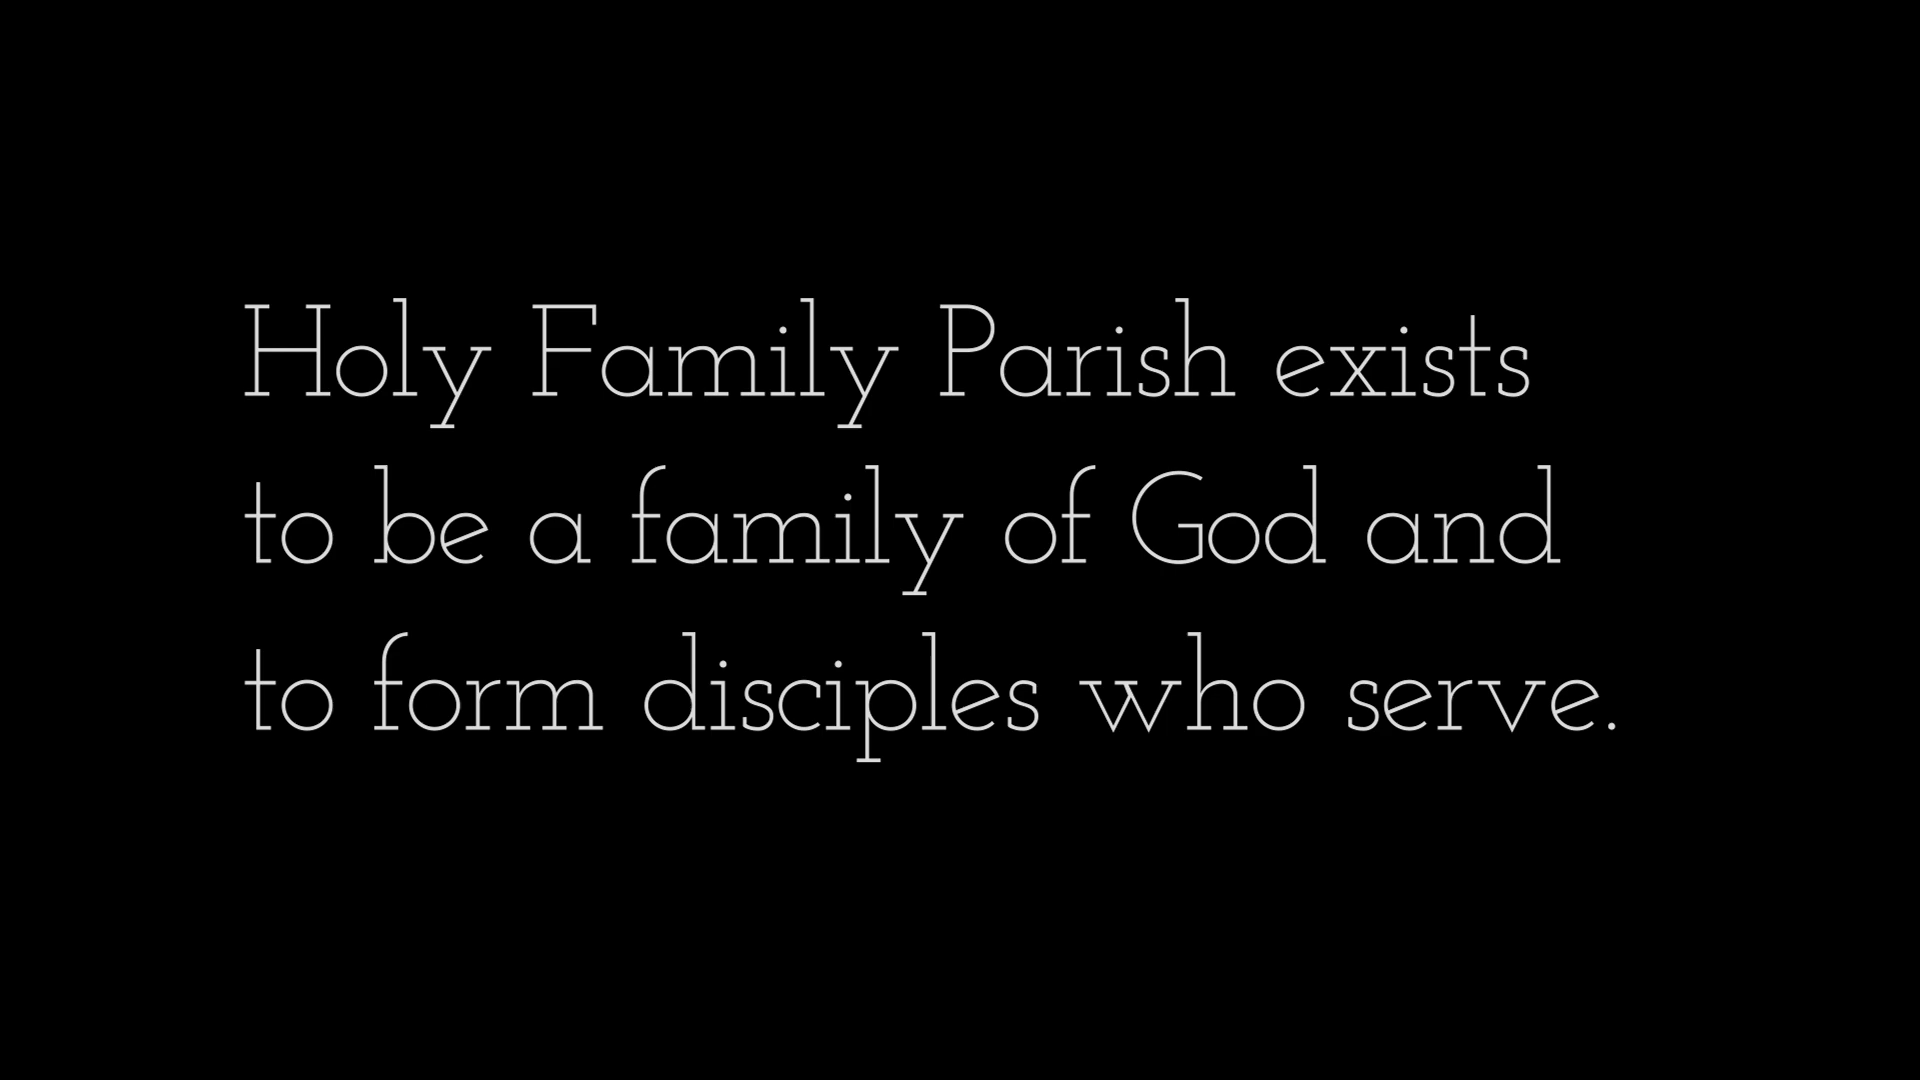 Holy Family Parish exists
to be a family of God and
to form disciples who serve.